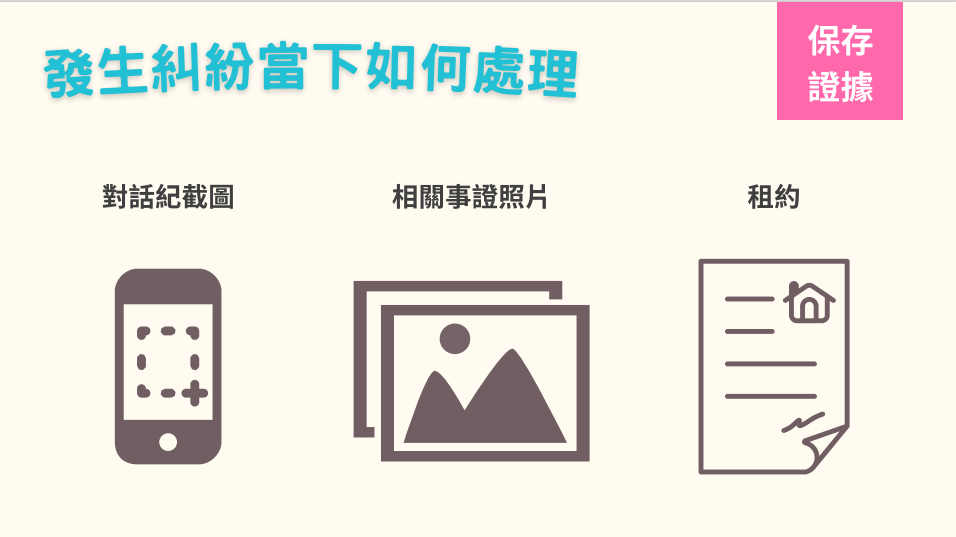 發生糾紛當下如何處理
保存
證據
對話紀截圖
相關事證照片
租約